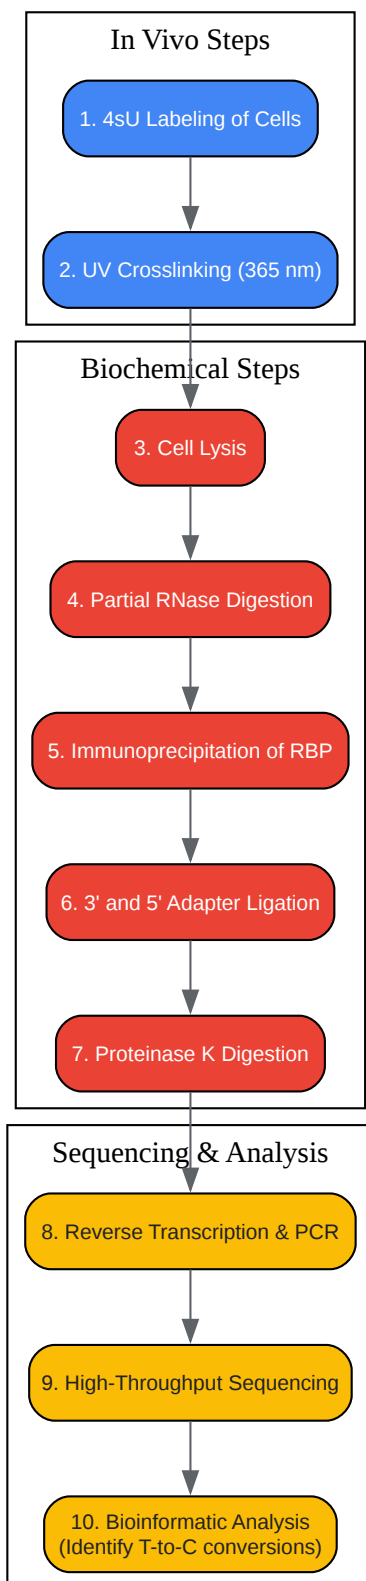 In Vivo Steps
1. 4sU Labeling of Cells
2. UV Crosslinking (365 nm)
Biochemical Steps
3. Cell Lysis
4. Partial RNase Digestion
5. Immunoprecipitation of RBP
6. 3' and 5' Adapter Ligation
7. Proteinase K Digestion
Sequencing & Analysis
8. Reverse Transcription & PCR
9. High-Throughput Sequencing
10. Bioinformatic Analysis
(Identify T-to-C conversions)